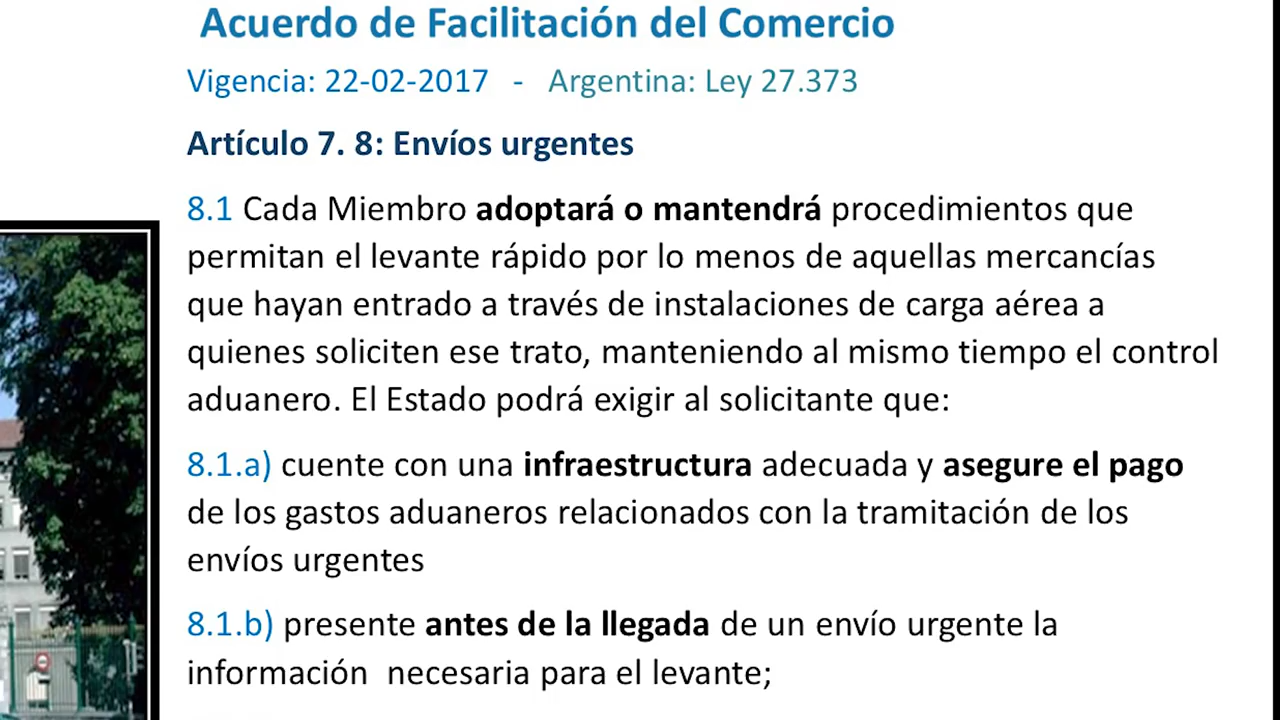 Acuerdo de Facilitación del Comercio
Vigencia: 22-02-2017 - Argentina: Ley 27.373
Artículo 7. 8: Envíos urgentes
8.1 Cada Miembro adoptará o mantendrá procedimientos que
permitan el levante rápido por lo menos de aquellas mercancías
que hayan entrado a través de instalaciones de carga aérea a
quienes soliciten ese trato, manteniendo al mismo tiempo el control
aduanero. El Estado podrá exigir al solicitante que:
8.1.a) cuente con una infraestructura adecuada y asegure el pago
de los gastos aduaneros relacionados con la tramitación de los
envíos urgentes
8.1.b) presente antes de la llegada de un envío urgente la
información necesaria para el levante;